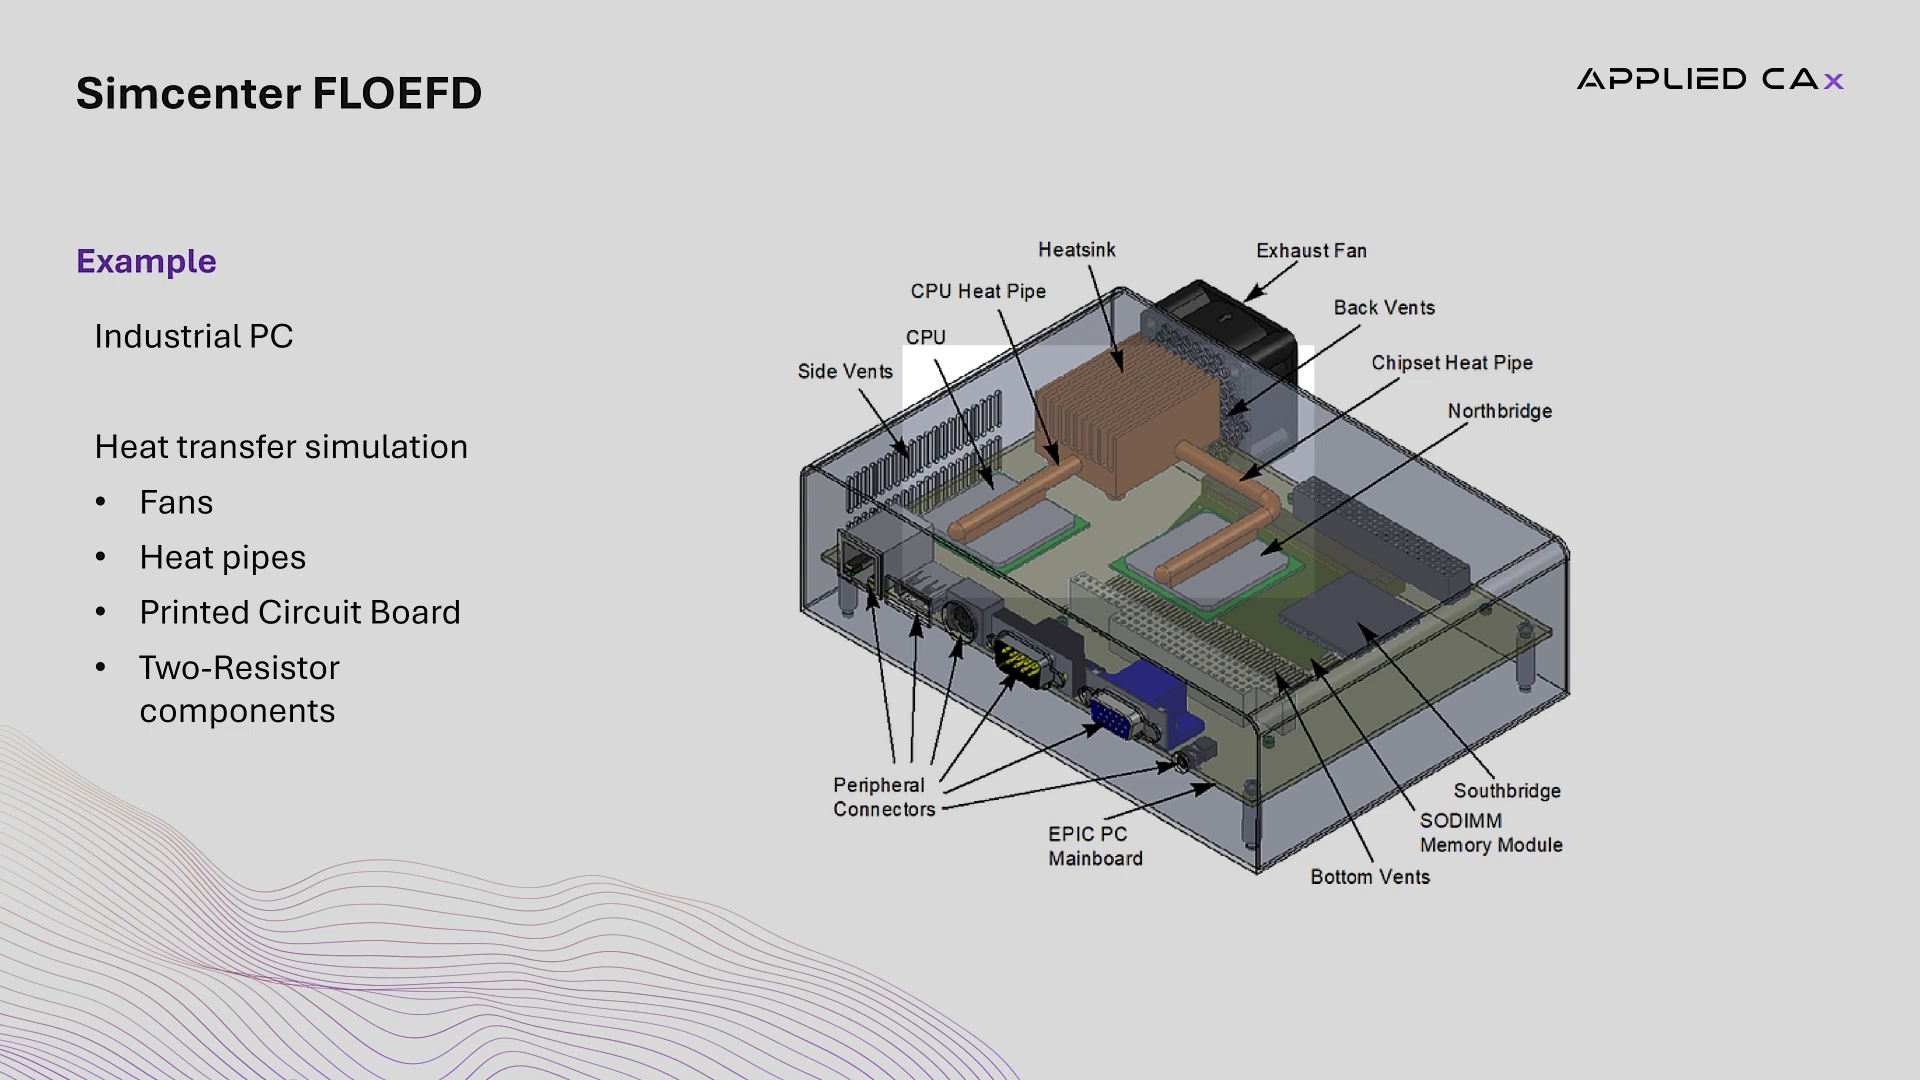 Simcenter FLOEFD
APPLIED CAx
Example
Industrial PC
Heat transfer simulation
• Fans
• Heat pipes
• Printed Circuit Board
• Two-Resistor
components
Heatsink
Exhaust Fan
CPU Heat Pipe
Back Vents
CPU
Side Vents
Chipset Heat Pipe
Northbridge
Peripheral
Connectors
EPIC PC
Mainboard
Southbridge
SODIMM
Memory Module
Bottom Vents